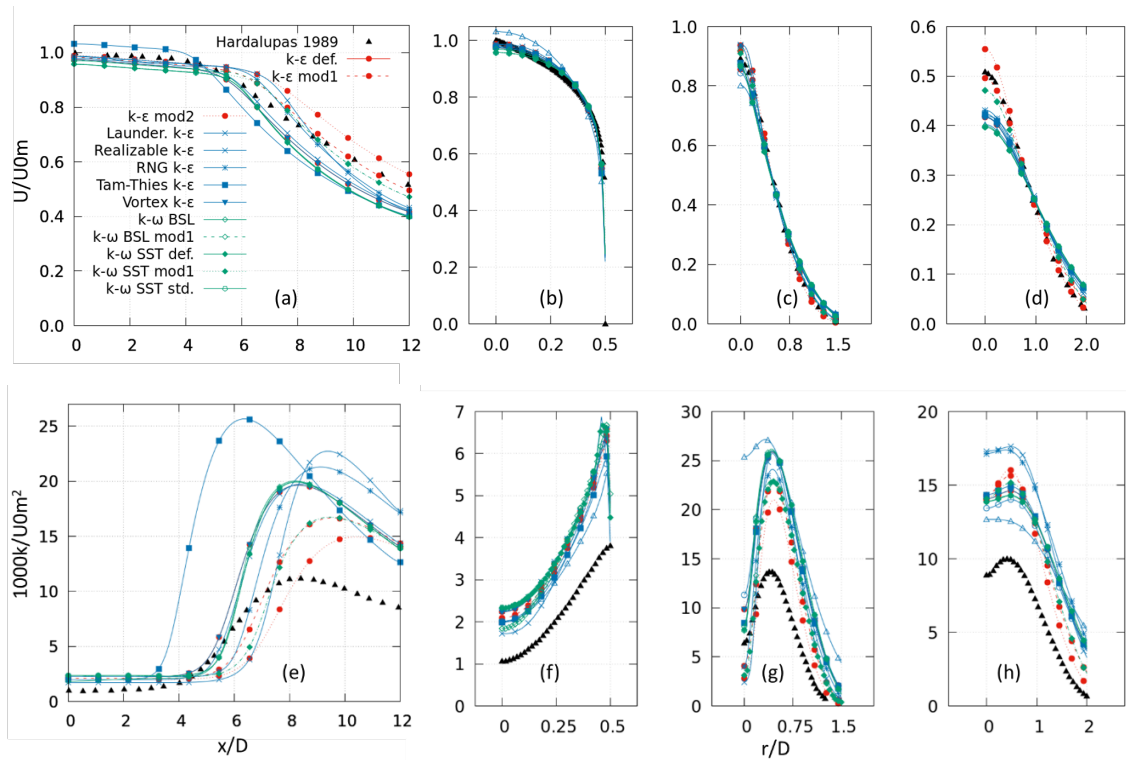 U/U0m
1.0
0.8
0.6
0.4
0.2
0.0
0 2 4 6 8 10 12
Hardalupas 1989
k-ε def.
k-ε mod1
k-ε mod2
Launder. k-ε
Realizable k-ε
RNG k-ε
Tam-Thies k-ε
Vortex k-ε
k-ω BSL
k-ω BSL mod1
k-ω SST def.
k-ω SST mod1
k-ω SST std.
(a)
1.0
0.8
0.6
0.4
0.2
0.0
(b)
0.0 0.2 0.5
1.0
0.8
0.6
0.4
0.2
0.0
(c)
0.0 0.8 1.5
0.6
0.5
0.4
0.3
0.2
0.1
0.0
(d)
0.0 1.0 2.0
1000k/U0m²
25
20
15
10
5
0
(e)
0 2 4 6 8 10 12
x/D
7
6
5
4
3
2
1
0
(f)
0.0 0.25 0.5
30
25
20
15
10
5
0
(g)
0 0.75 1.5
r/D
20
15
10
5
0
(h)
0 1 2